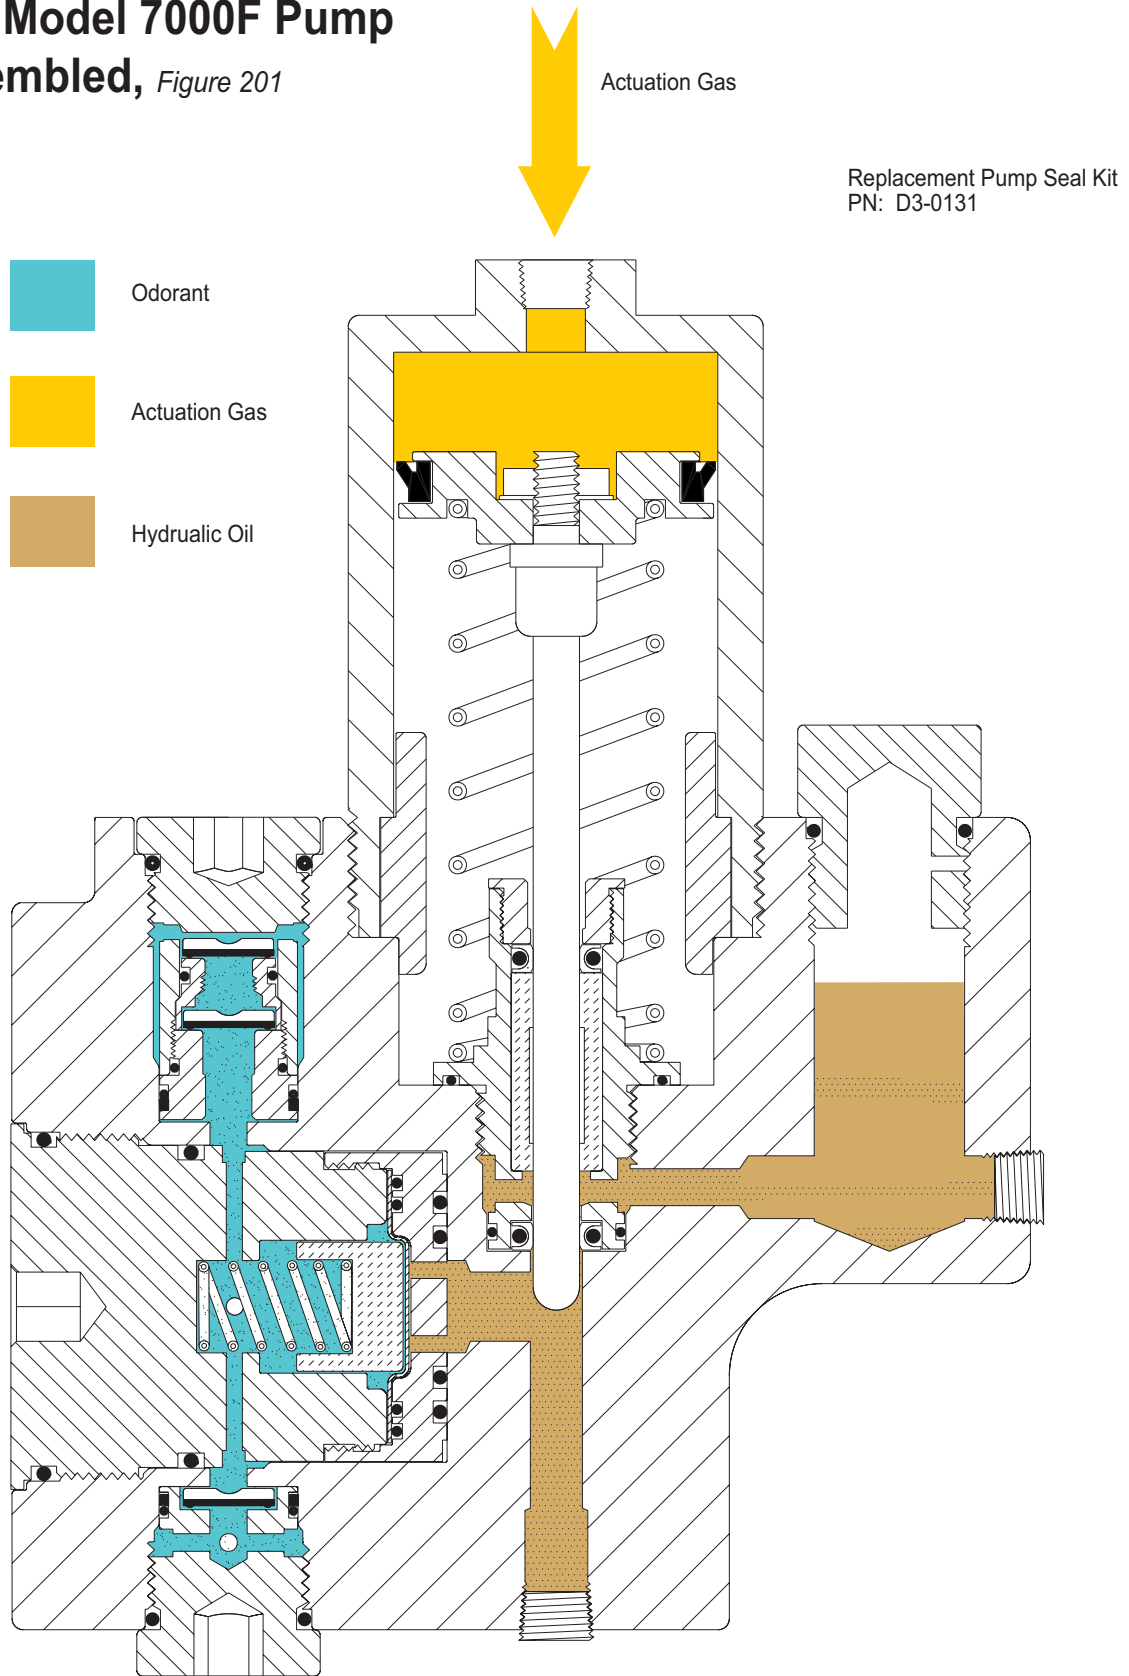 Model 7000F Pump
embled, Figure 201
Actuation Gas
Replacement Pump Seal Kit
PN: D3-0131
Odorant
Actuation Gas
Hydrualic Oil